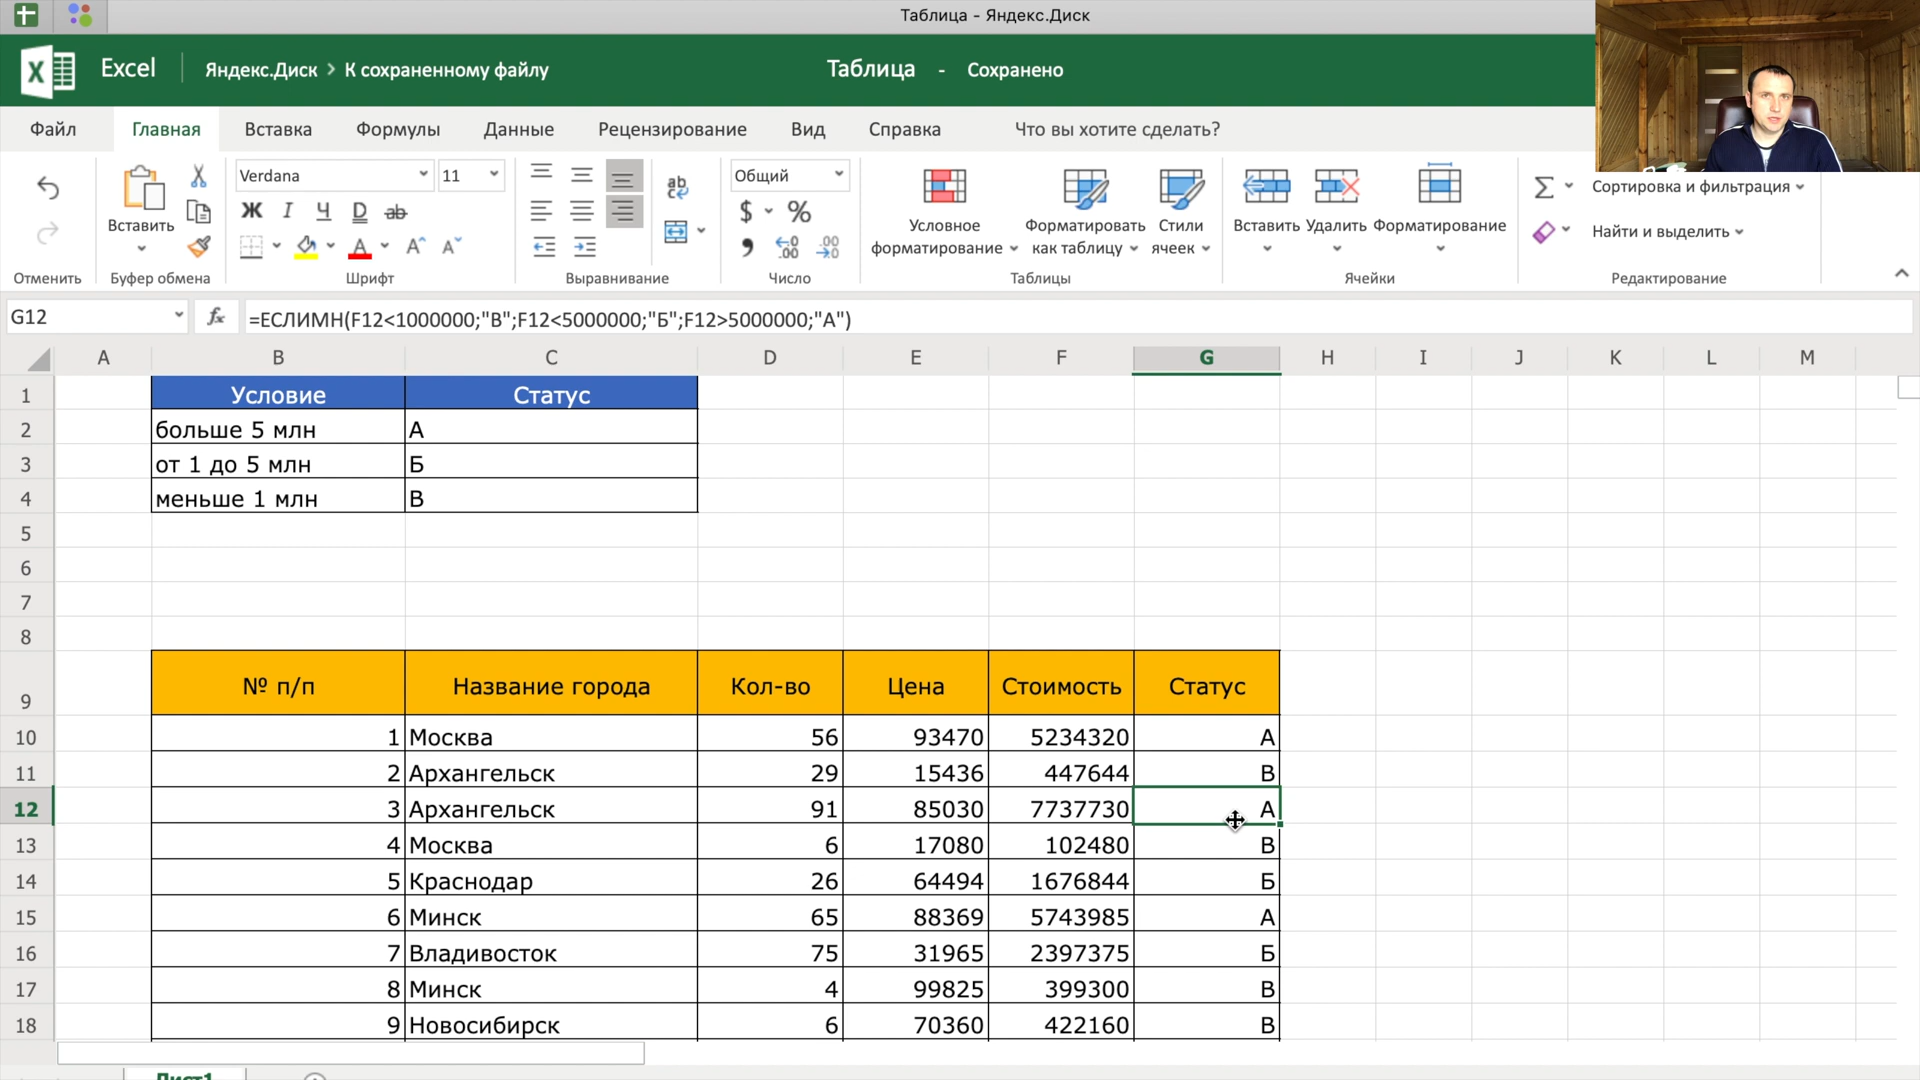 Таблица - Яндекс.Диск
Excel
Яндекс.Диск > К сохраненному файлу
Таблица - Сохранено
Файл Главная Вставка Формулы Данные Рецензирование Вид Справка Что вы хотите сделать?
Отменить
Вставить
Буфер обмена
Verdana 11
Ж К Ч D ab
Шрифт
ab
Выравнивание
Общий
$ %
Число
Условное форматирование
Форматировать как таблицу
Стили ячеек
Таблицы
Вставить Удалить Форматирование
Ячейки
Σ Сортировка и фильтрация
Найти и выделить
Редактирование
G12 fx =ЕСЛИМН(F12<1000000;"В";F12<5000000;"Б";F12>5000000;"А")
A B C D E F G H I J K L M
1 Условие Статус
2 больше 5 млн А
3 от 1 до 5 млн Б
4 меньше 1 млн В
5
6
7
8
9 № п/п Название города Кол-во Цена Стоимость Статус
10 1 Москва 56 93470 5234320 А
11 2 Архангельск 29 15436 447644 В
12 3 Архангельск 91 85030 7737730 А
13 4 Москва 6 17080 102480 В
14 5 Краснодар 26 64494 1676844 Б
15 6 Минск 65 88369 5743985 А
16 7 Владивосток 75 31965 2397375 Б
17 8 Минск 4 99825 399300 В
18 9 Новосибирск 6 70360 422160 В
Лист1